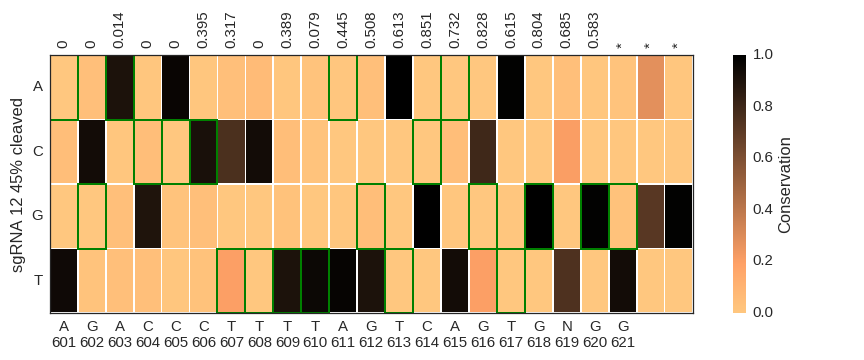 0 0 0.014 0 0 0.395 0.317 0 0.389 0.079 0.445 0.508 0.613 0.851 0.732 0.828 0.615 0.804 0.685 0.583 * * *
A
C
G
T
sgRNA 12 45% cleaved
A G A C C C T T T T A G T C A G T G N G G
601 602 603 604 605 606 607 608 609 610 611 612 613 614 615 616 617 618 619 620 621
1.0
0.8
0.6
0.4
0.2
0.0
Conservation